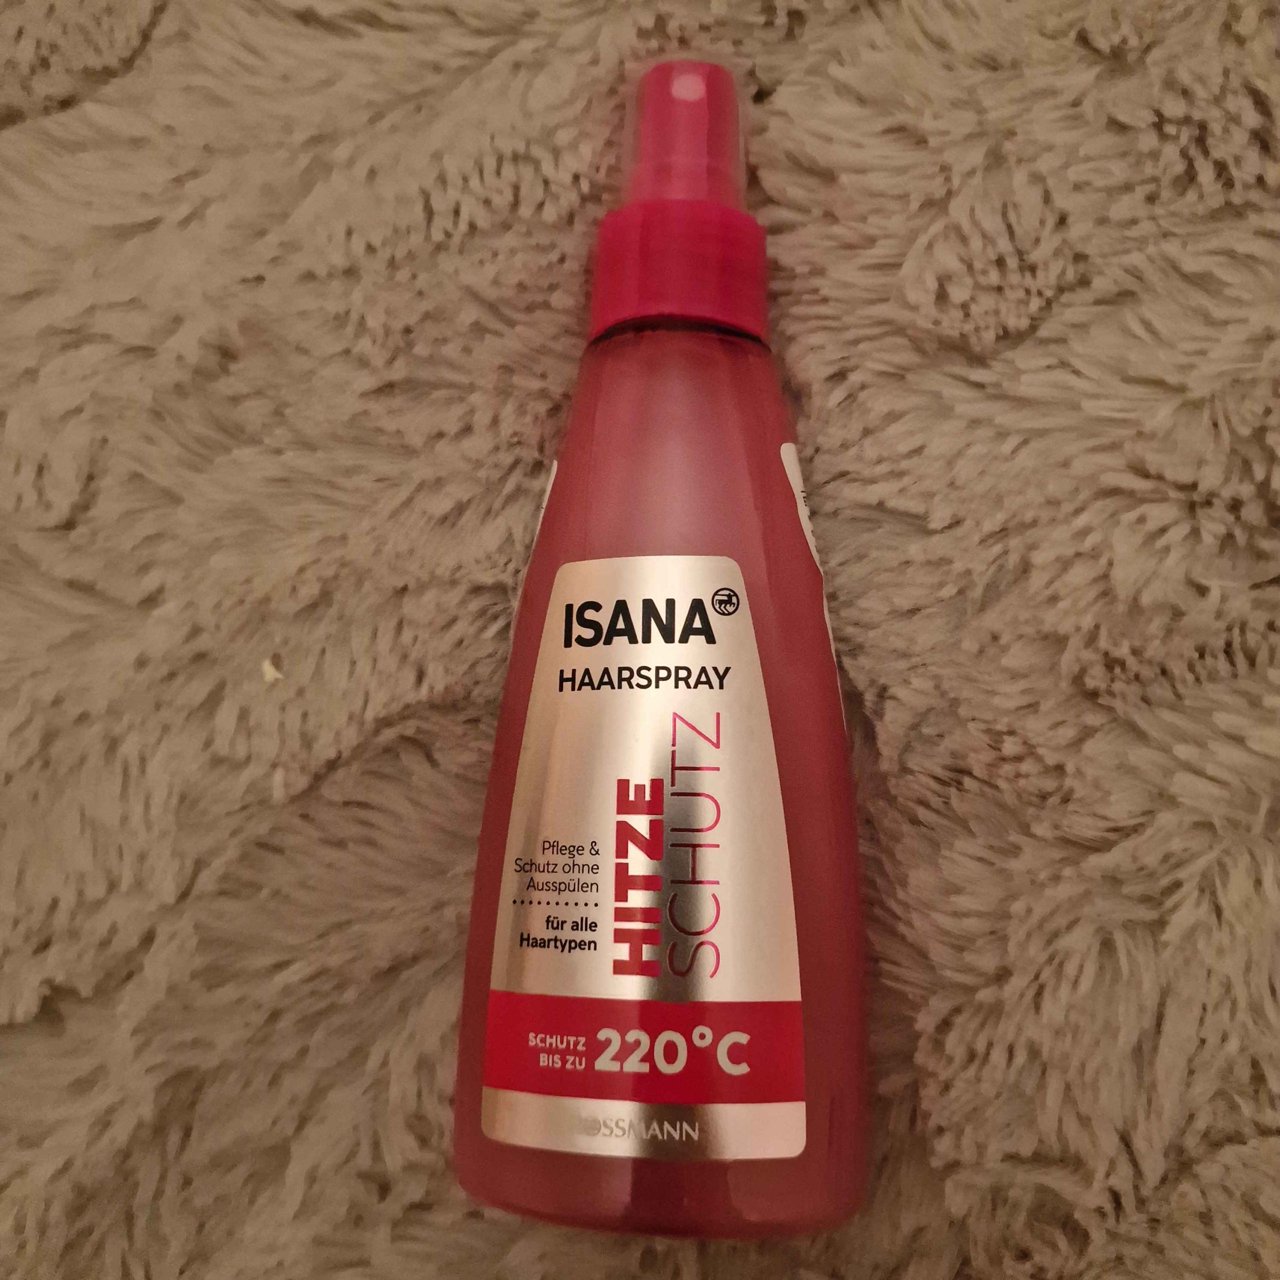 ISANA
HAARSPRAY
HITZE
SCHUTZ
Pflege &
Schutz ohne
Ausspülen
für alle
Haartypen
SCHUTZ
BIS ZU
220°C
ROSSMANN